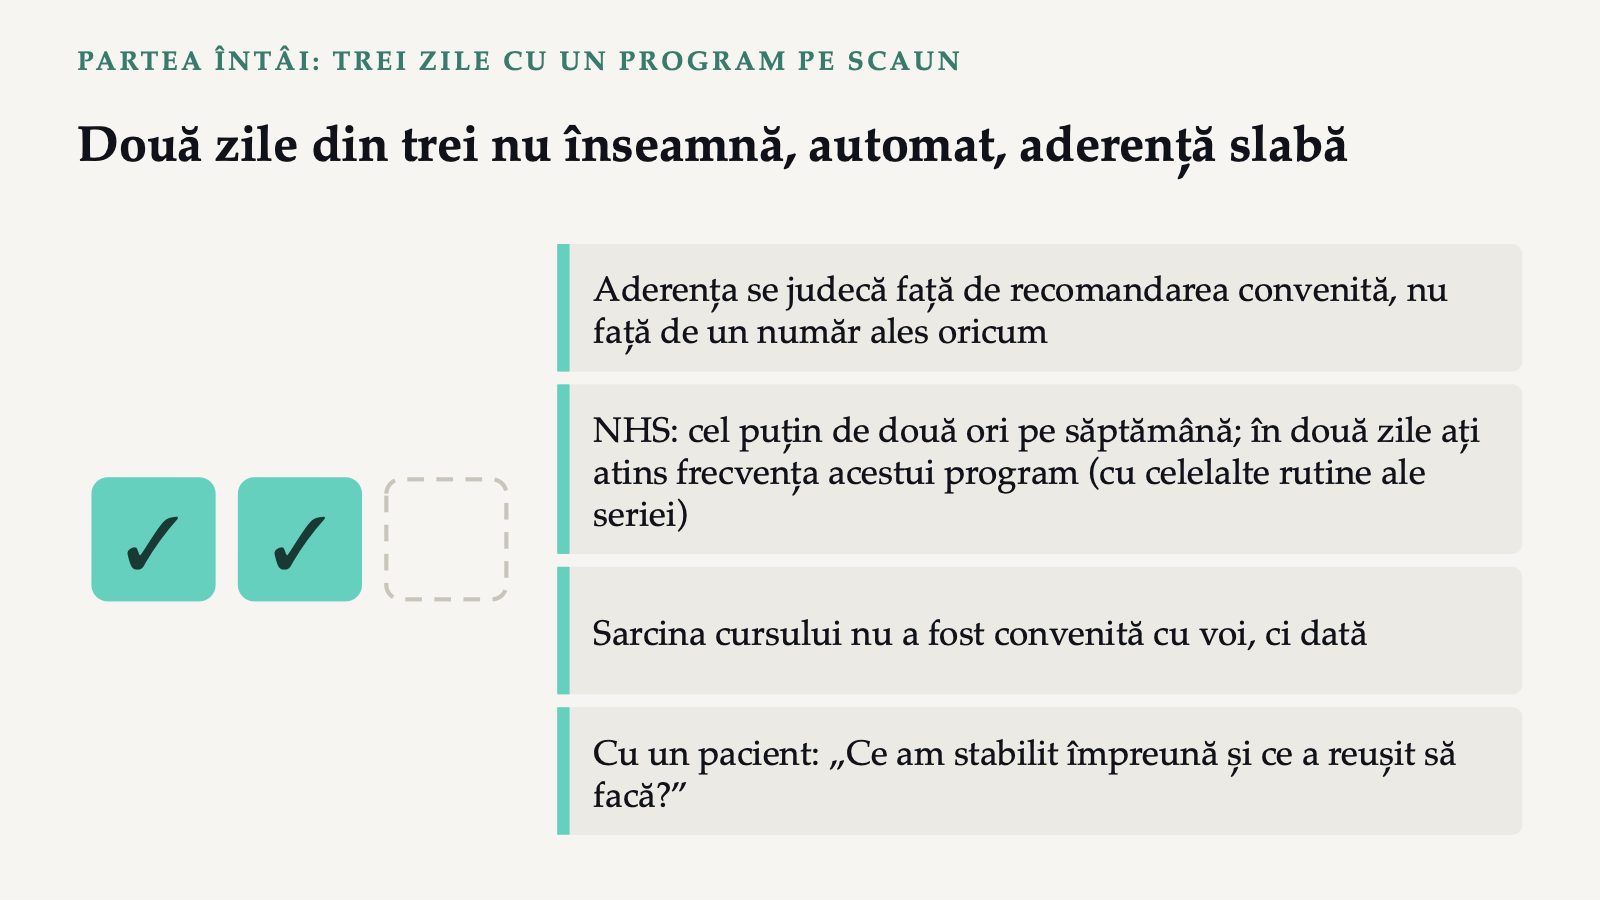 PARTEA ÎNTÂI: TREI ZILE CU UN PROGRAM PE SCAUN
Două zile din trei nu înseamnă, automat, aderență slabă
Aderența se judecă față de recomandarea convenită, nu
față de un număr ales oricum
NHS: cel puțin de două ori pe săptămână; în două zile ați
atins frecvența acestui program (cu celelalte rutine ale
seriei)
✓ ✓
Sarcina cursului nu a fost convenită cu voi, ci dată
Cu un pacient: „Ce am stabilit împreună și ce a reușit să
facă?”